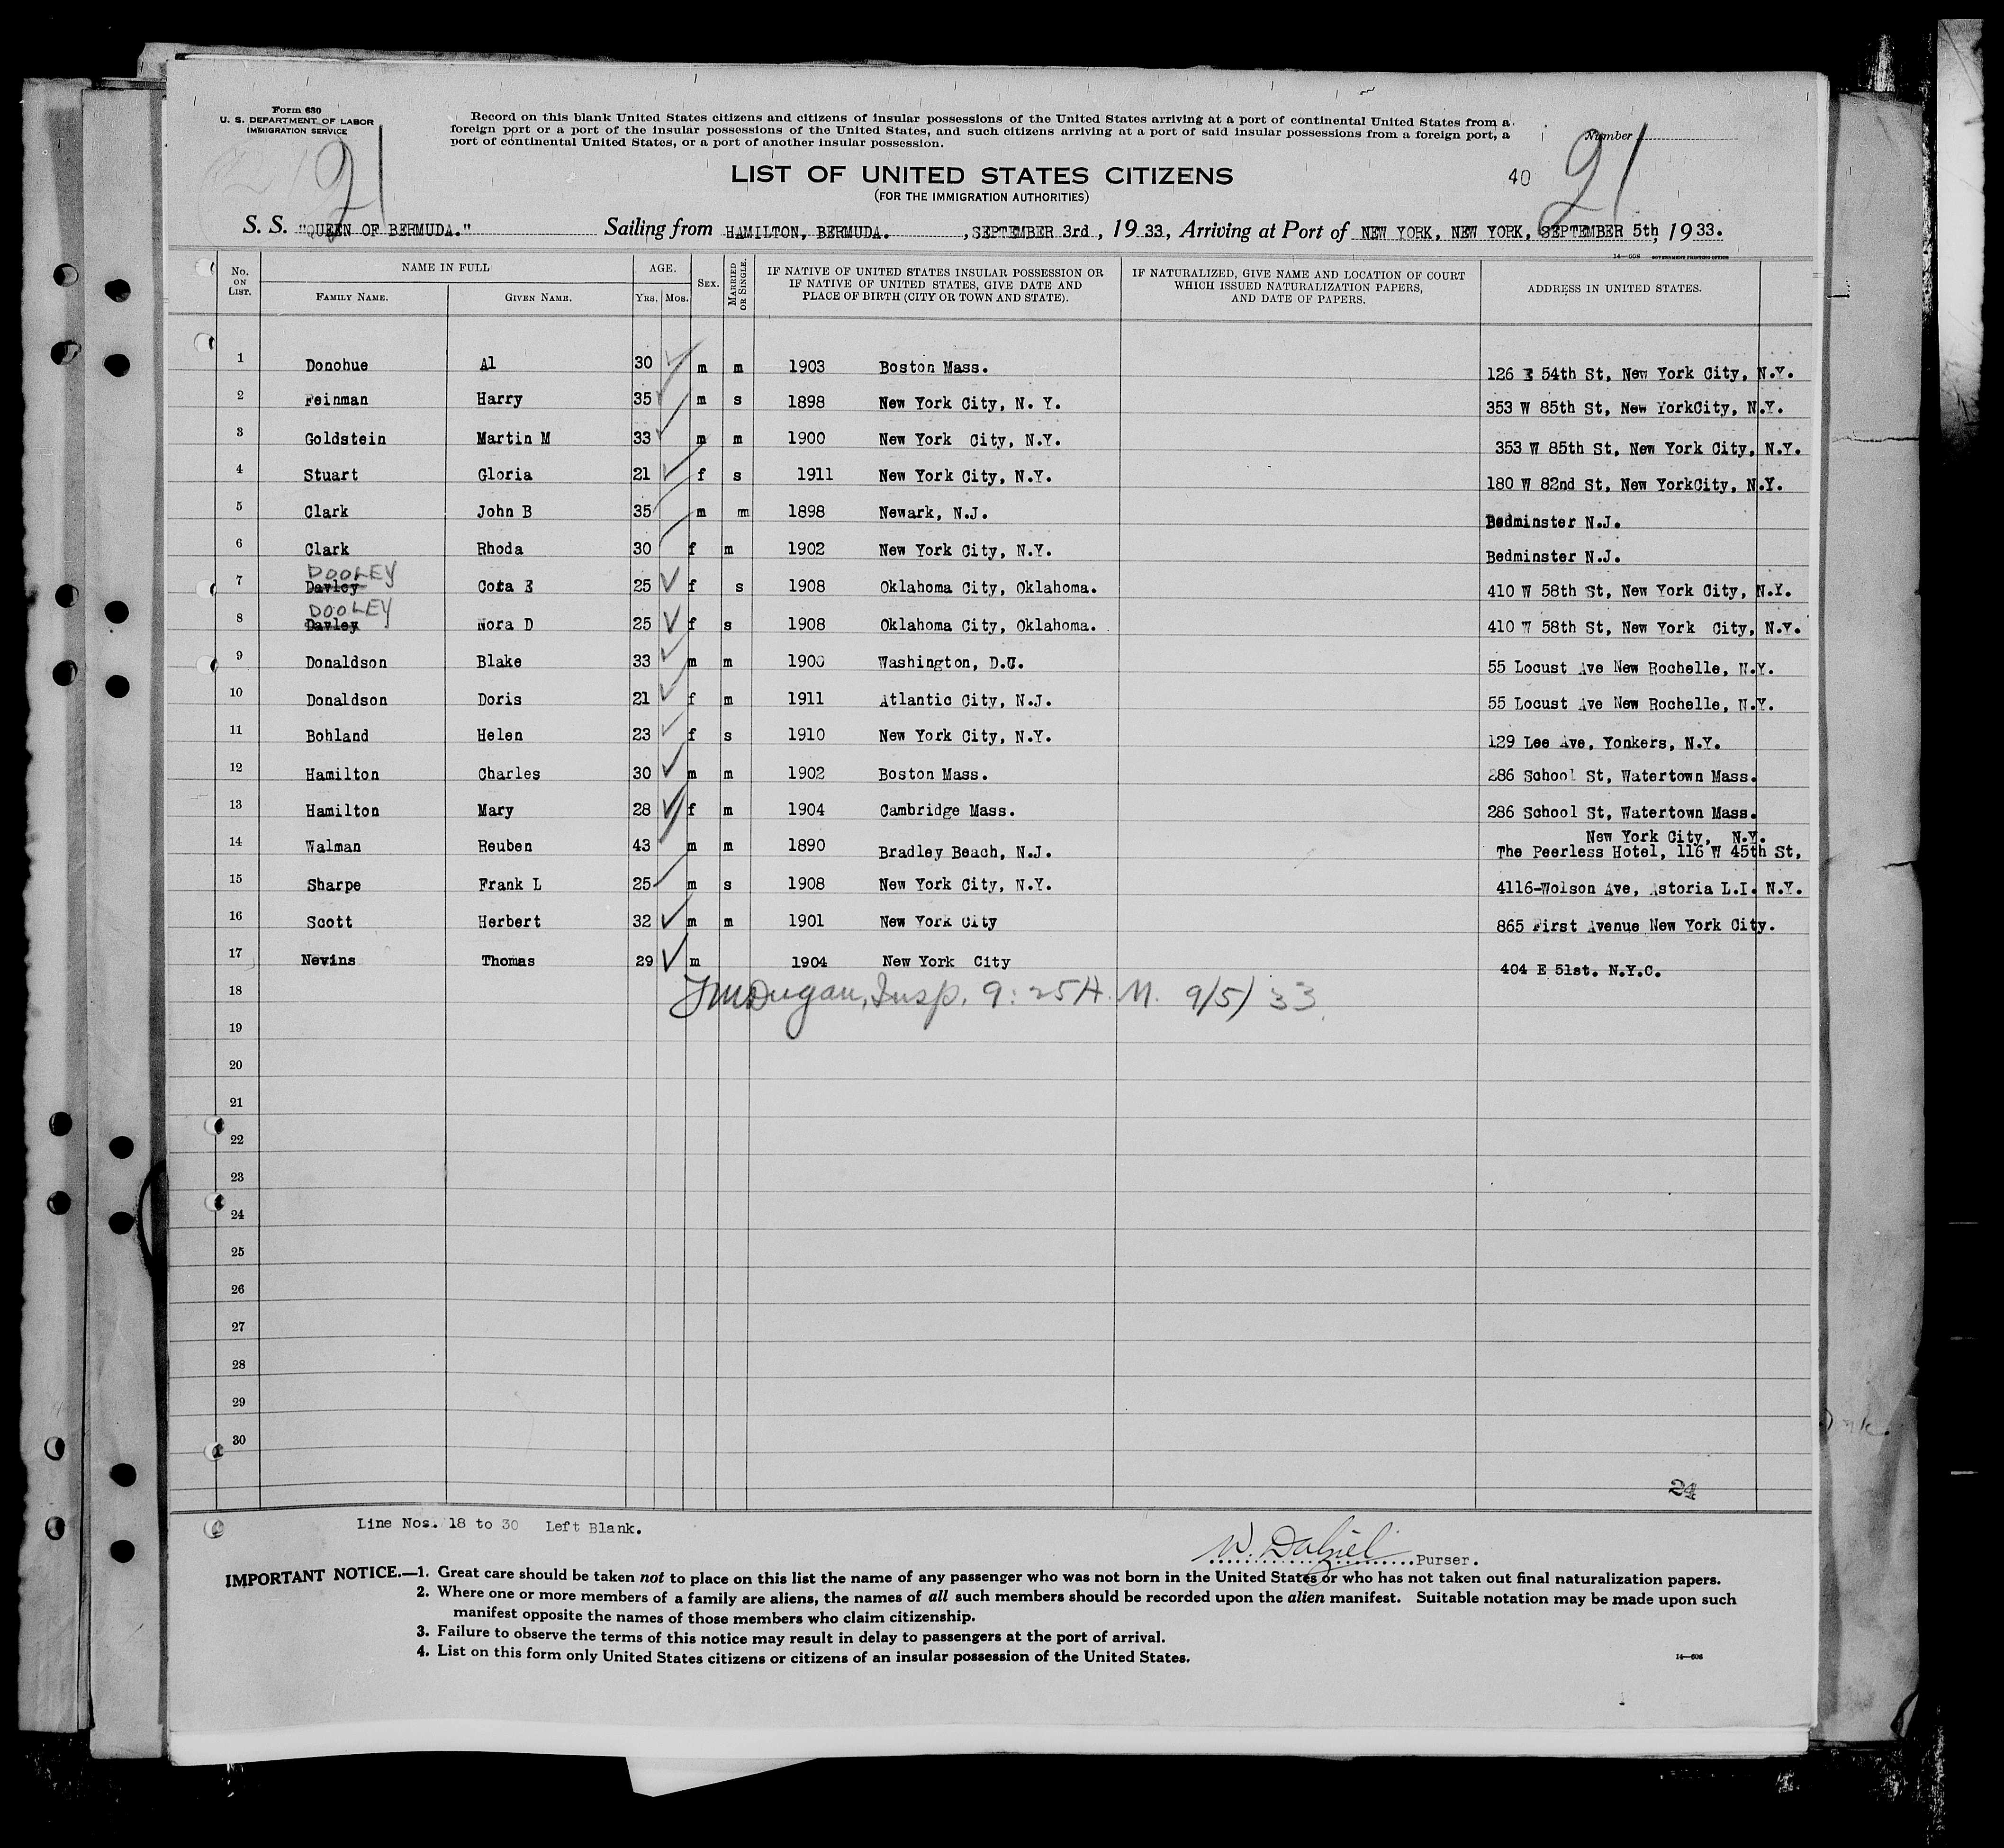 Form 630
U. S. DEPARTMENT OF LABOR
IMMIGRATION SERVICE
21
Record on this blank United States citizens and citizens of insular possessions of the United States arriving at a port of continental United States from a
foreign port or a port of the insular possessions of the United States, and such citizens arriving at a port of said insular possessions from a foreign port, a
port of continental United States, or a port of another insular possession.
Number
21
LIST OF UNITED STATES CITIZENS
(FOR THE IMMIGRATION AUTHORITIES)
40
S. S. "QUEEN OF BERMUDA." Sailing from HAMILTON, BERMUDA. , SEPTEMBER 3rd , 19 33, Arriving at Port of NEW YORK, NEW YORK, SEPTEMBER 5th, 19 33.
14—608 GOVERNMENT PRINTING OFFICE
No. ON LIST. NAME IN FULL FAMILY NAME. GIVEN NAME. AGE. YRS. MOS. SEX. MARRIED OR SINGLE. IF NATIVE OF UNITED STATES INSULAR POSSESSION OR IF NATIVE OF UNITED STATES, GIVE DATE AND PLACE OF BIRTH (CITY OR TOWN AND STATE). IF NATURALIZED, GIVE NAME AND LOCATION OF COURT WHICH ISSUED NATURALIZATION PAPERS, AND DATE OF PAPERS. ADDRESS IN UNITED STATES.
1 Donohue Al 30 m m 1903 Boston Mass. 126 E 54th St, New York City, N.Y.
2 Feinman Harry 35 m s 1898 New York City, N. Y. 353 W 85th St, New YorkCity, N.Y.
3 Goldstein Martin M 33 m m 1900 New York City, N.Y. 353 W 85th St, New York City, N.Y.
4 Stuart Gloria 21 f s 1911 New York City, N.Y. 180 W 82nd St, New YorkCity, N.Y.
5 Clark John B 35 m m 1898 Newark, N.J. Bedminster N.J.
6 Clark Rhoda 30 f m 1902 New York City, N.Y. Bedminster N.J.
DOOLEY
7 Davley Cora E 25 f s 1908 Oklahoma City, Oklahoma. 410 W 58th St, New York City, N.Y.
DOOLEY
8 Davley Nora D 25 f s 1908 Oklahoma City, Oklahoma. 410 W 58th St, New York City, N.Y.
9 Donaldson Blake 33 m m 1900 Washington, D.C. 55 Locust Ave New Rochelle, N.Y.
10 Donaldson Doris 21 f m 1911 Atlantic City, N.J. 55 Locust Ave New Rochelle, N.Y.
11 Bohland Helen 23 f s 1910 New York City, N.Y. 129 Lee Ave, Yonkers, N.Y.
12 Hamilton Charles 30 m m 1902 Boston Mass. 286 School St, Watertown Mass.
13 Hamilton Mary 28 f m 1904 Cambridge Mass. 286 School St, Watertown Mass.
New York City, N.Y.
14 Walman Reuben 43 m m 1890 Bradley Beach, N.J. The Peerless Hotel, 116 W 45th St,
15 Sharpe Frank L 25 m s 1908 New York City, N.Y. 4116-Wolson Ave, Astoria L.I. N.Y.
16 Scott Herbert 32 m m 1901 New York City 865 First Avenue New York City.
17 Nevins Thomas 29 m 1904 New York City 404 E 51st. N.Y.C.
18 Dugan, Insp. 9:25 A. M. 9/5/33.
19
20
21
22
23
24
25
26
27
28
29
30
24
Line Nos. 18 to 30 Left Blank.
W. Dalziel Purser.
IMPORTANT NOTICE.—1. Great care should be taken not to place on this list the name of any passenger who was not born in the United States or who has not taken out final naturalization papers.
2. Where one or more members of a family are aliens, the names of all such members should be recorded upon the alien manifest. Suitable notation may be made upon such
manifest opposite the names of those members who claim citizenship.
3. Failure to observe the terms of this notice may result in delay to passengers at the port of arrival.
4. List on this form only United States citizens or citizens of an insular possession of the United States.
14—608